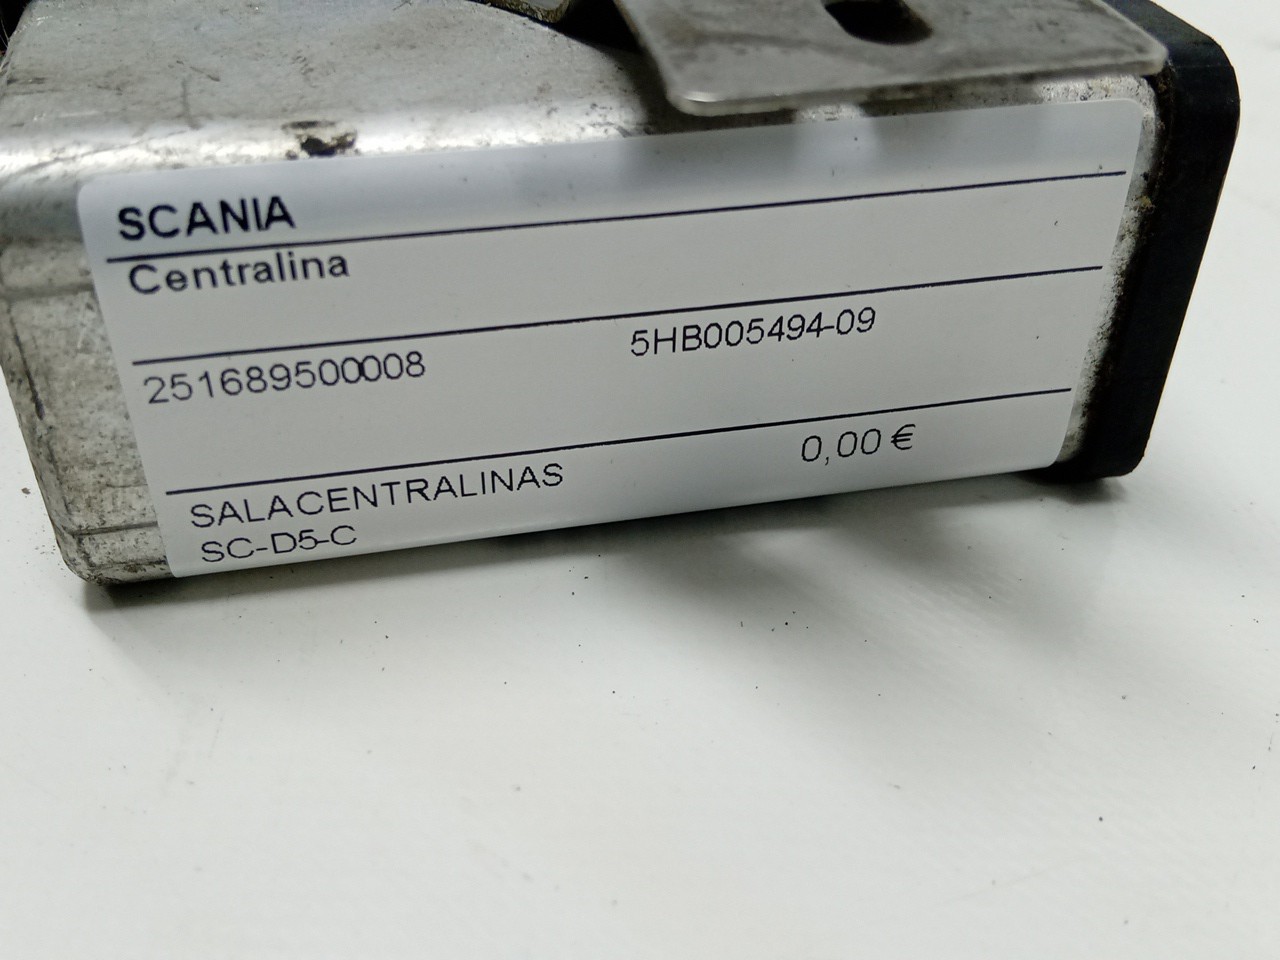 SCANIA
Centralina
251689500008 5HB005494-09
SALACENTRALINAS 0,00 €
SC-D5-C